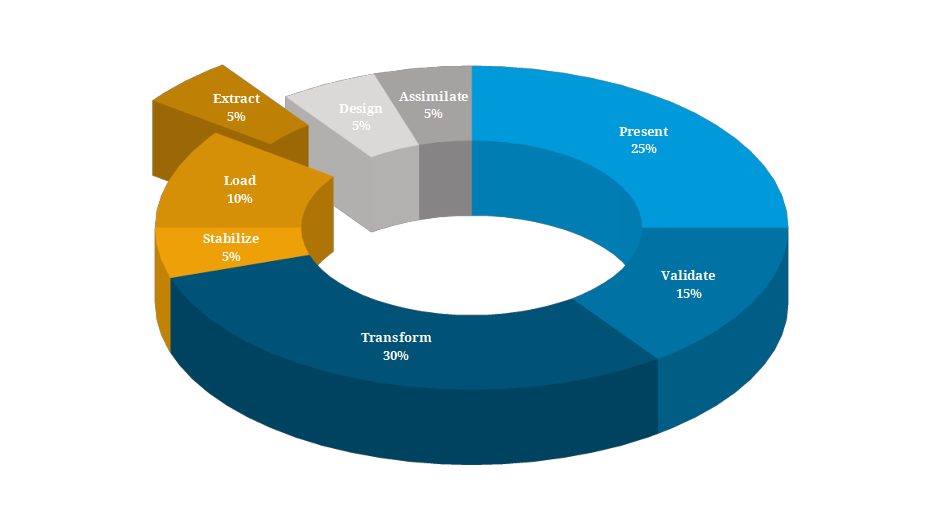 Extract
5%
Design
5%
Assimilate
5%
Present
25%
Load
10%
Stabilize
5%
Validate
15%
Transform
30%